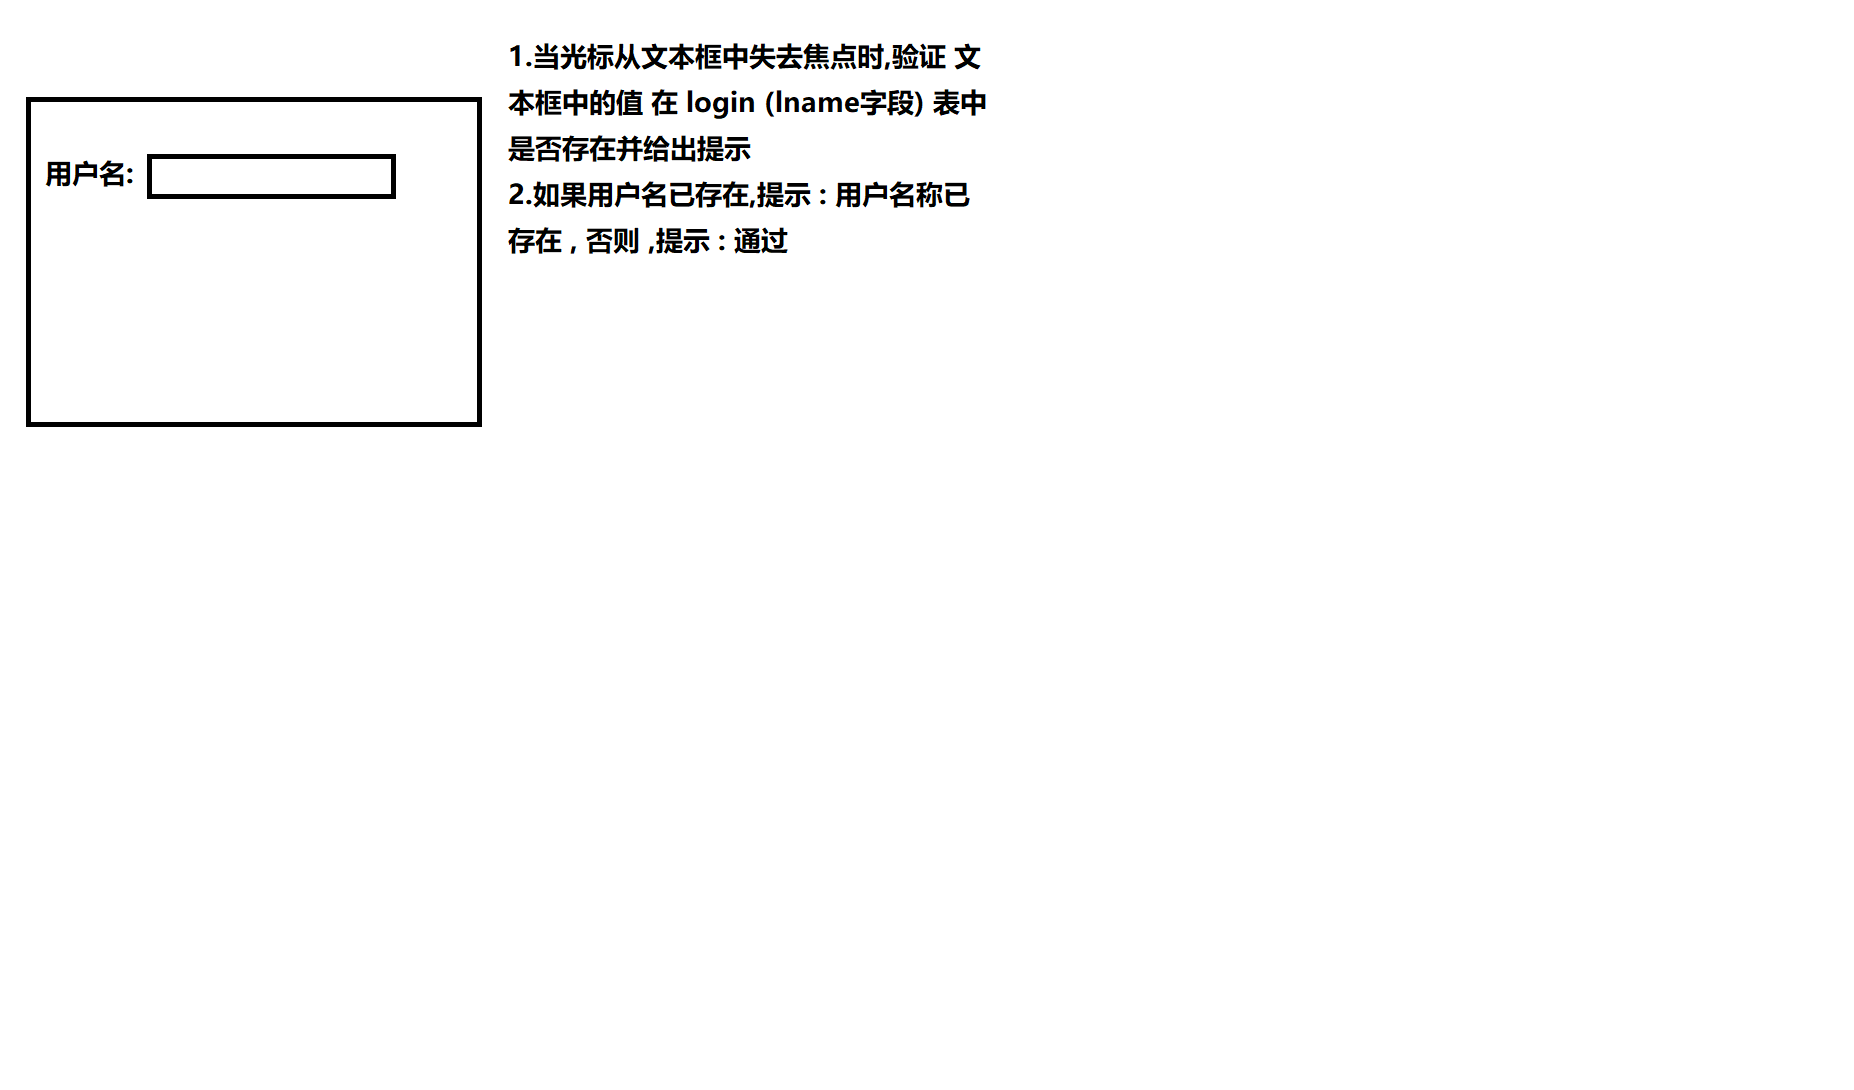 1.当光标从文本框中失去焦点时,验证 文
本框中的值 在 login (lname字段) 表中
是否存在并给出提示
2.如果用户名已存在,提示 : 用户名称已
存在 , 否则 ,提示 : 通过
用户名: